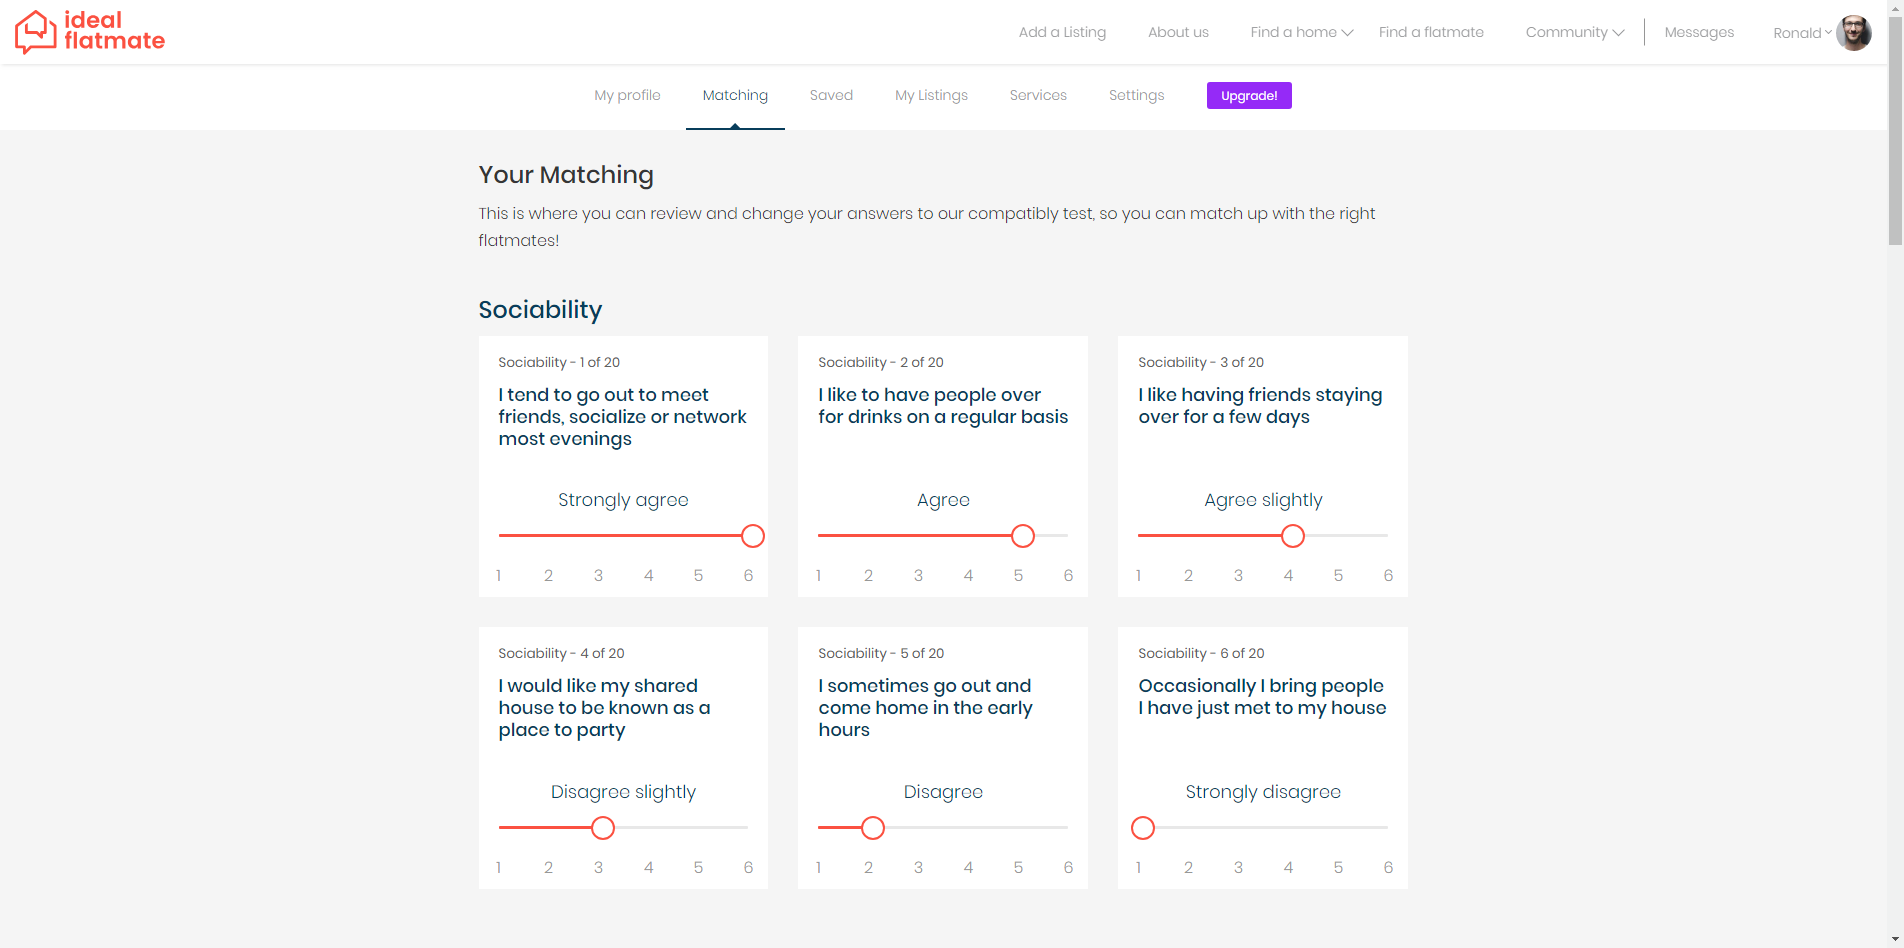 ideal
flatmate
Add a Listing About us Find a home Find a flatmate Community Messages Ronald
My profile Matching Saved My Listings Services Settings Upgrade!
Your Matching
This is where you can review and change your answers to our compatibly test, so you can match up with the right
flatmates!
Sociability
Sociability - 1 of 20
I tend to go out to meet
friends, socialize or network
most evenings
Strongly agree
1 2 3 4 5 6
Sociability - 2 of 20
I like to have people over
for drinks on a regular basis
Agree
1 2 3 4 5 6
Sociability - 3 of 20
I like having friends staying
over for a few days
Agree slightly
1 2 3 4 5 6
Sociability - 4 of 20
I would like my shared
house to be known as a
place to party
Disagree slightly
1 2 3 4 5 6
Sociability - 5 of 20
I sometimes go out and
come home in the early
hours
Disagree
1 2 3 4 5 6
Sociability - 6 of 20
Occasionally I bring people
I have just met to my house
Strongly disagree
1 2 3 4 5 6